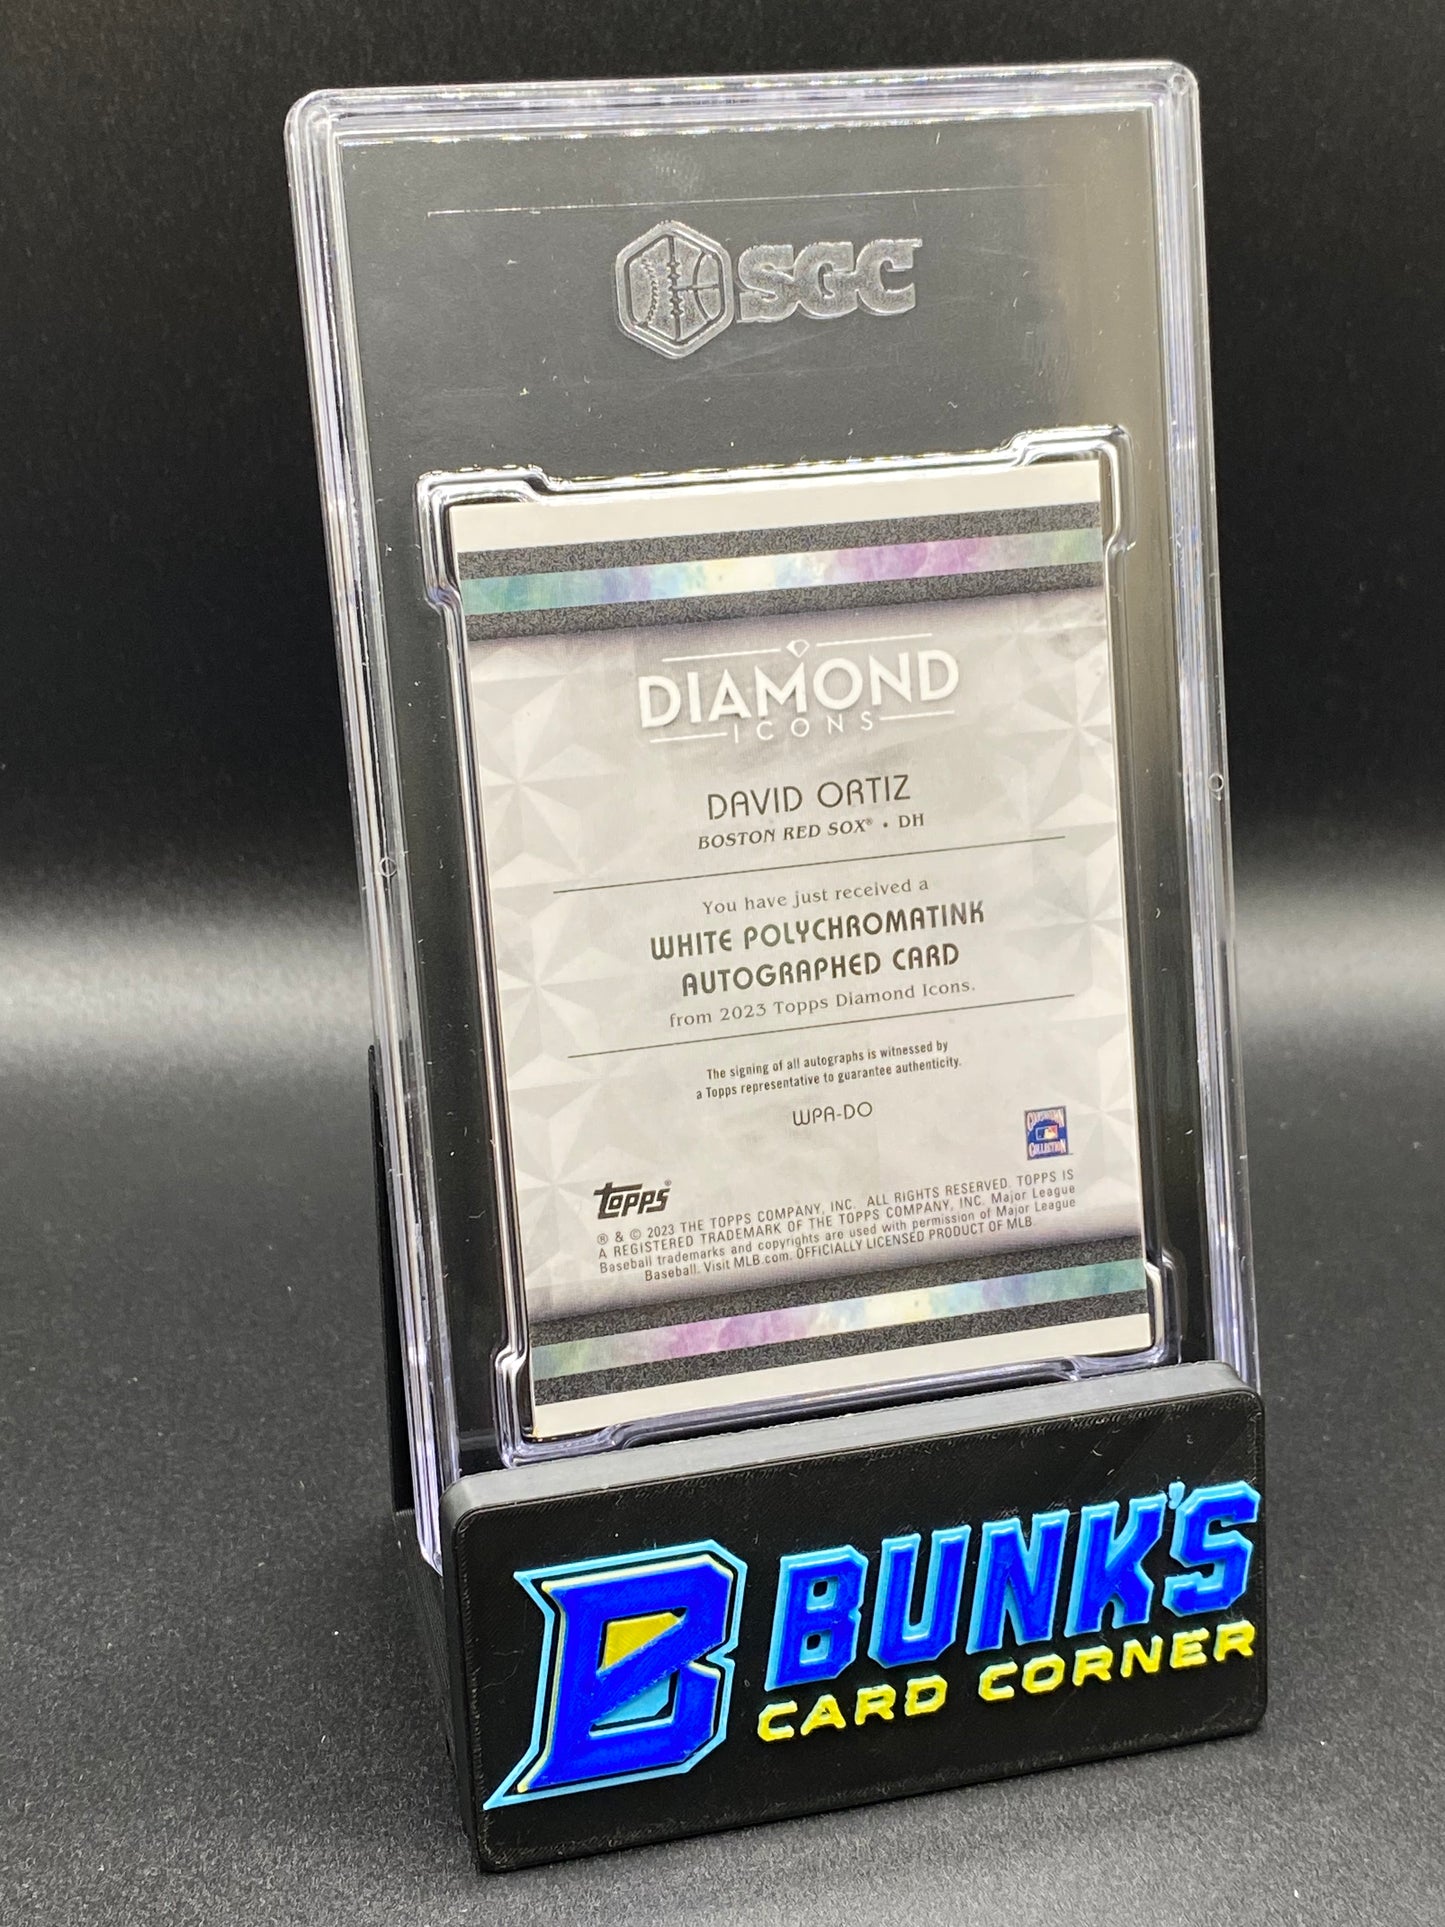 SGC
DIAMOND
ICONS
DAVID ORTIZ
BOSTON RED SOX® • DH
You have just received a
WHITE POLYCHROMATINK
AUTOGRAPHED CARD
from 2023 Topps Diamond Icons.
The signing of all autographs is witnessed by
a Topps representative to guarantee authenticity.
WPA-DO
COOPERSTOWN
COLLECTION
Topps®
® & © 2023 THE TOPPS COMPANY, INC. ALL RIGHTS RESERVED. TOPPS IS
A REGISTERED TRADEMARK OF THE TOPPS COMPANY, INC. Major League
Baseball trademarks and copyrights are used with permission of Major League
Baseball. Visit MLB.com. OFFICIALLY LICENSED PRODUCT OF MLB.
B BUNK'S
CARD CORNER